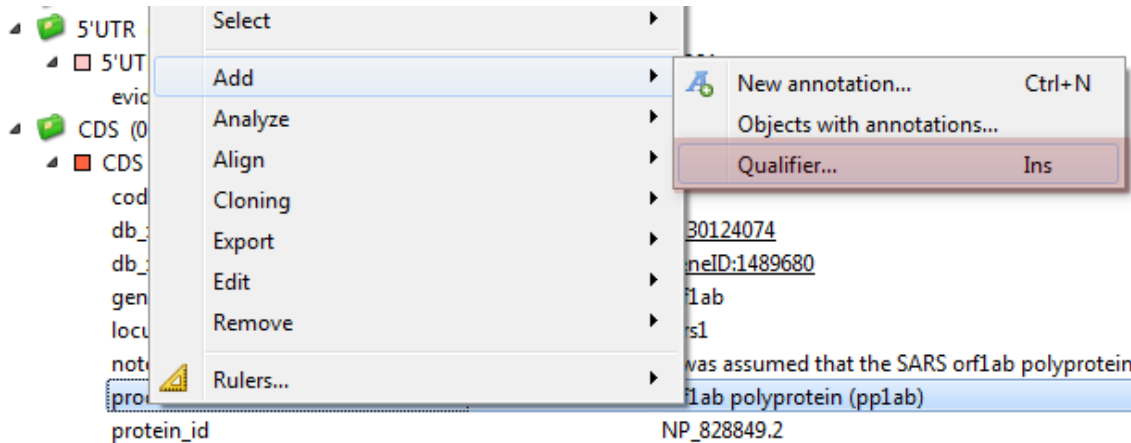 5'UTR
Select
5'UT
Add
New annotation... Ctrl+N
evid
Objects with annotations...
CDS (0
Analyze
Qualifier... Ins
CDS
Align
cod
Cloning
db_
30124074
Export
db_
neID:1489680
Edit
gen
f1ab
Remove
locu
rs1
note
was assumed that the SARS orf1ab polyprotein
Rulers...
prod
f1ab polyprotein (pp1ab)
protein_id NP_828849.2